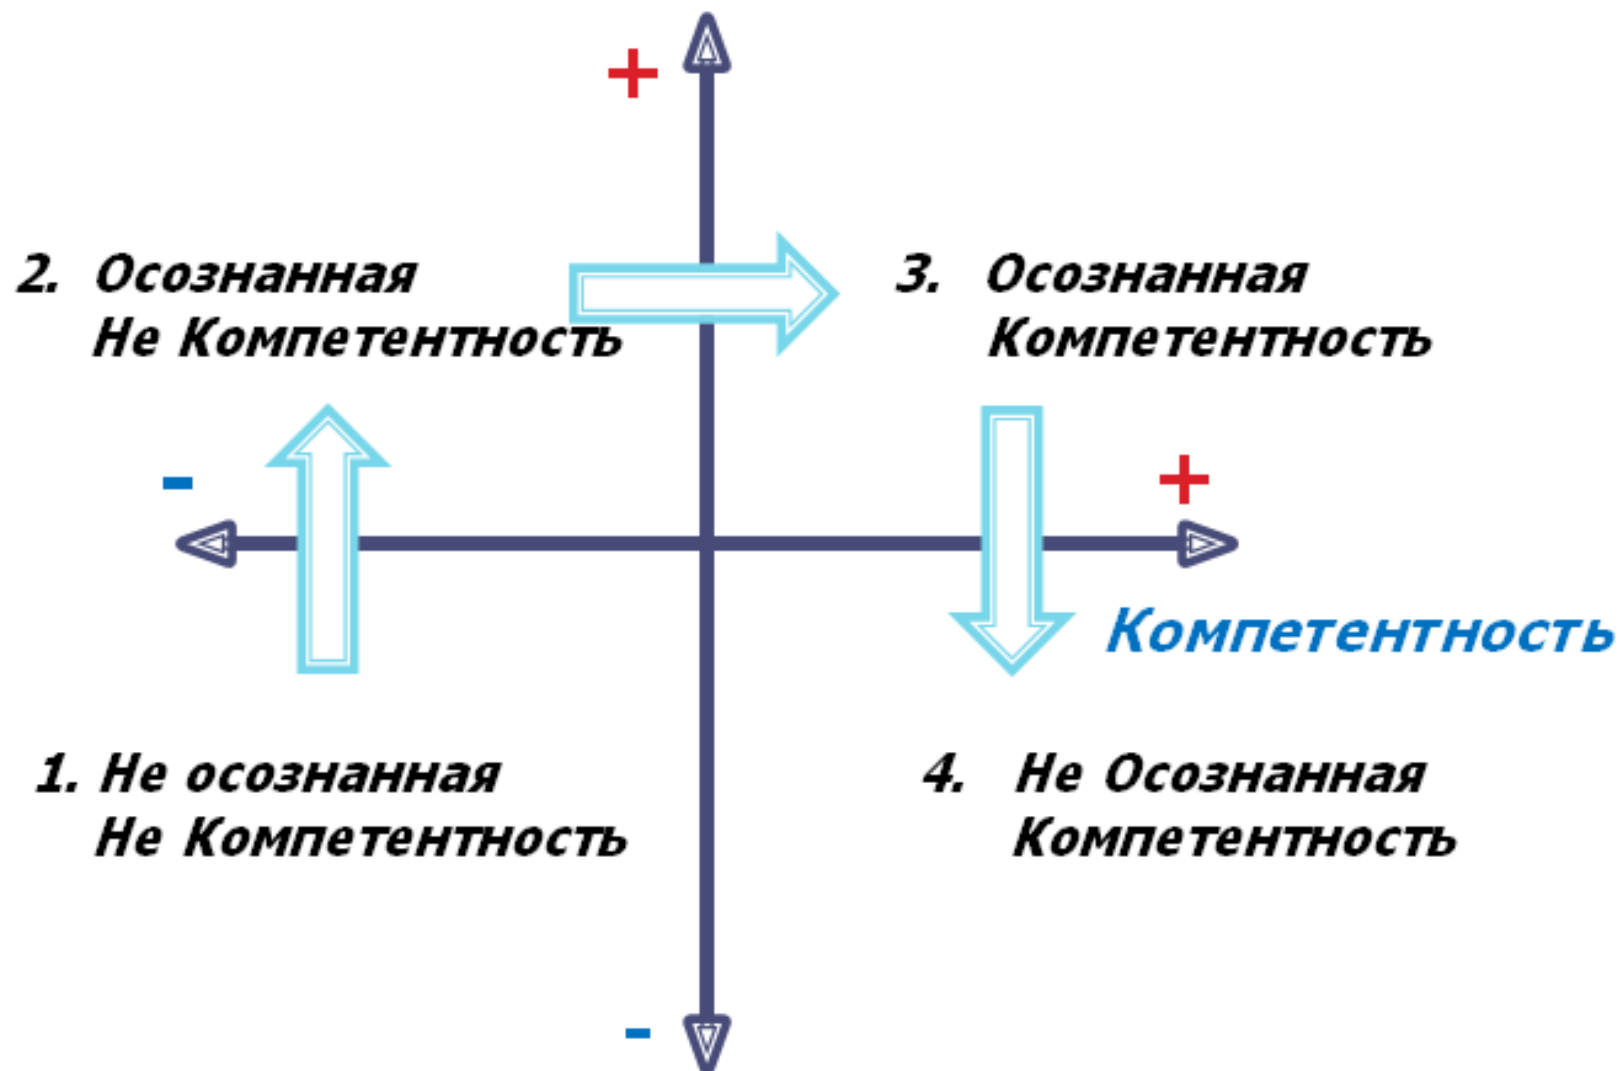 +
2. Осознанная
Не Компетентность
3. Осознанная
Компетентность
-
+
Компетентность
1. Не осознанная
Не Компетентность
4. Не Осознанная
Компетентность
-